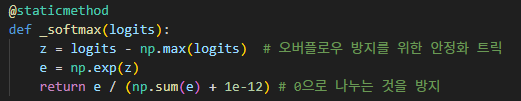 @staticmethod
def _softmax(logits):
    z = logits - np.max(logits)  # 오버플로우 방지를 위한 안정화 트릭
    e = np.exp(z)
    return e / (np.sum(e) + 1e-12) # 0으로 나누는 것을 방지